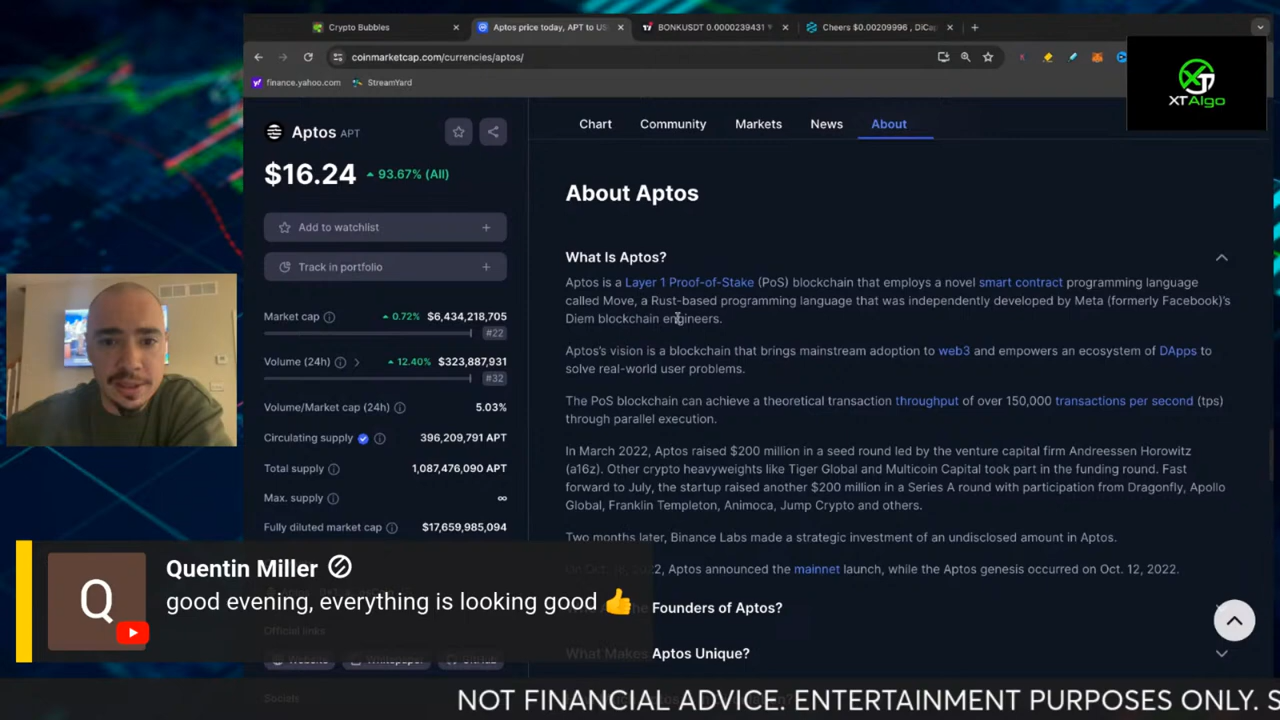 Crypto Bubbles
Aptos price today, APT to US
BONKUSDT 0.0000239431
Cheers $0.00209996 , D
coinmarketcap.com/currencies/aptos/
finance.yahoo.com
StreamYard
XTAlgo
Aptos APT
$16.24
93.67% (All)
Add to watchlist +
Track in portfolio +
Market cap
0.72% $6,434,218,705
#22
Volume (24h)
12.40% $323,887,931
#32
Volume/Market cap (24h)
5.03%
Circulating supply
396,209,791 APT
Total supply
1,087,476,090 APT
Max. supply
∞
Fully diluted market cap
$17,659,985,094
Official links
Website
Whitepaper
GitHub
Socials
Chart
Community
Markets
News
About
About Aptos
What Is Aptos?
Aptos is a Layer 1 Proof-of-Stake (PoS) blockchain that employs a novel smart contract programming language
called Move, a Rust-based programming language that was independently developed by Meta (formerly Facebook)'s
Diem blockchain engineers.
Aptos's vision is a blockchain that brings mainstream adoption to web3 and empowers an ecosystem of DApps to
solve real-world user problems.
The PoS blockchain can achieve a theoretical transaction throughput of over 150,000 transactions per second (tps)
through parallel execution.
In March 2022, Aptos raised $200 million in a seed round led by the venture capital firm Andreessen Horowitz
(a16z). Other crypto heavyweights like Tiger Global and Multicoin Capital took part in the funding round. Fast
forward to July, the startup raised another $200 million in a Series A round with participation from Dragonfly, Apollo
Global, Franklin Templeton, Animoca, Jump Crypto and others.
Two months later, Binance Labs made a strategic investment of an undisclosed amount in Aptos.
2, Aptos announced the mainnet launch, while the Aptos genesis occurred on Oct. 12, 2022.
Founders of Aptos?
What Makes Aptos Unique?
Q
Quentin Miller
good evening, everything is looking good 👍
NOT FINANCIAL ADVICE. ENTERTAINMENT PURPOSES ONLY. S